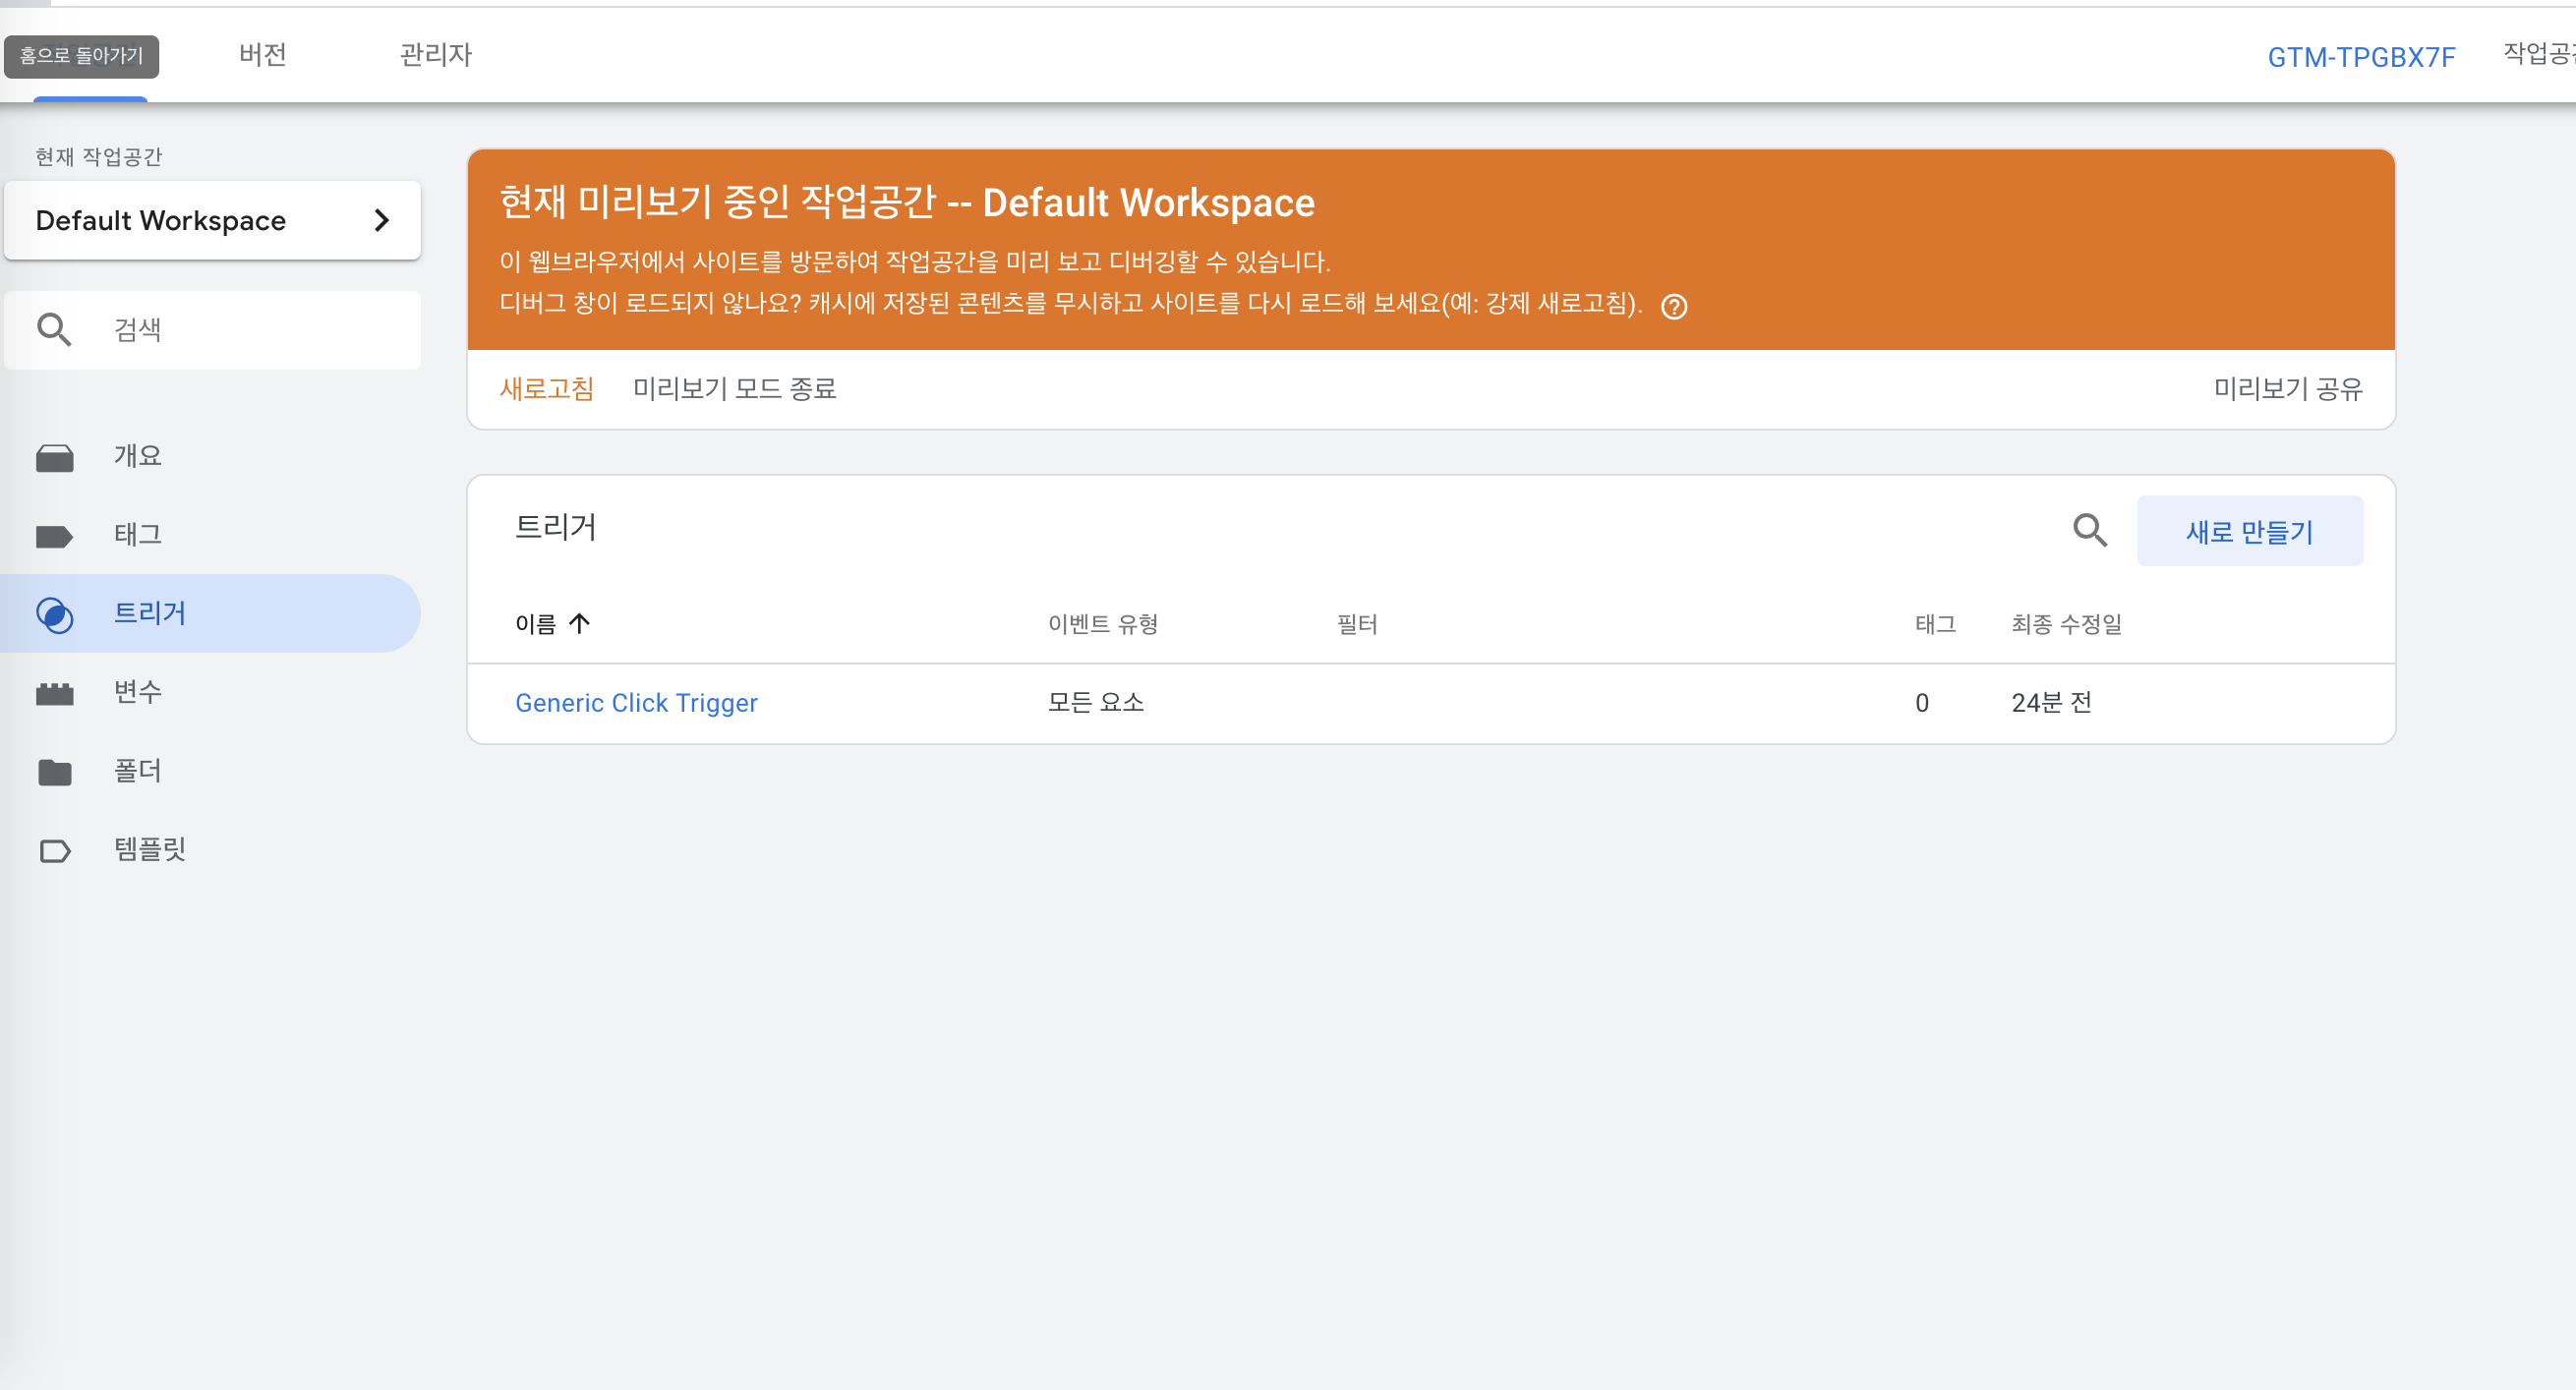 홈으로 돌아가기
버전
관리자
GTM-TPGBX7F
현재 작업공간
Default Workspace
검색
개요
태그
트리거
변수
폴더
템플릿
현재 미리보기 중인 작업공간 -- Default Workspace
이 웹브라우저에서 사이트를 방문하여 작업공간을 미리 보고 디버깅할 수 있습니다.
디버그 창이 로드되지 않나요? 캐시에 저장된 콘텐츠를 무시하고 사이트를 다시 로드해 보세요(예: 강제 새로고침).
새로고침 미리보기 모드 종료 미리보기 공유
트리거 새로 만들기
이름 이벤트 유형 필터 태그 최종 수정일
Generic Click Trigger 모든 요소 0 24분 전